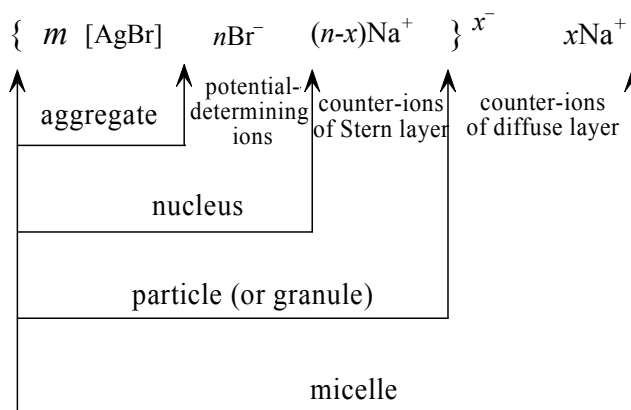 { m [AgBr] nBr⁻ (n-x)Na⁺ } x⁻ xNa⁺
aggregate
potential-
determining
ions
counter-ions
of Stern layer
counter-ions
of diffuse layer
nucleus
particle (or granule)
micelle